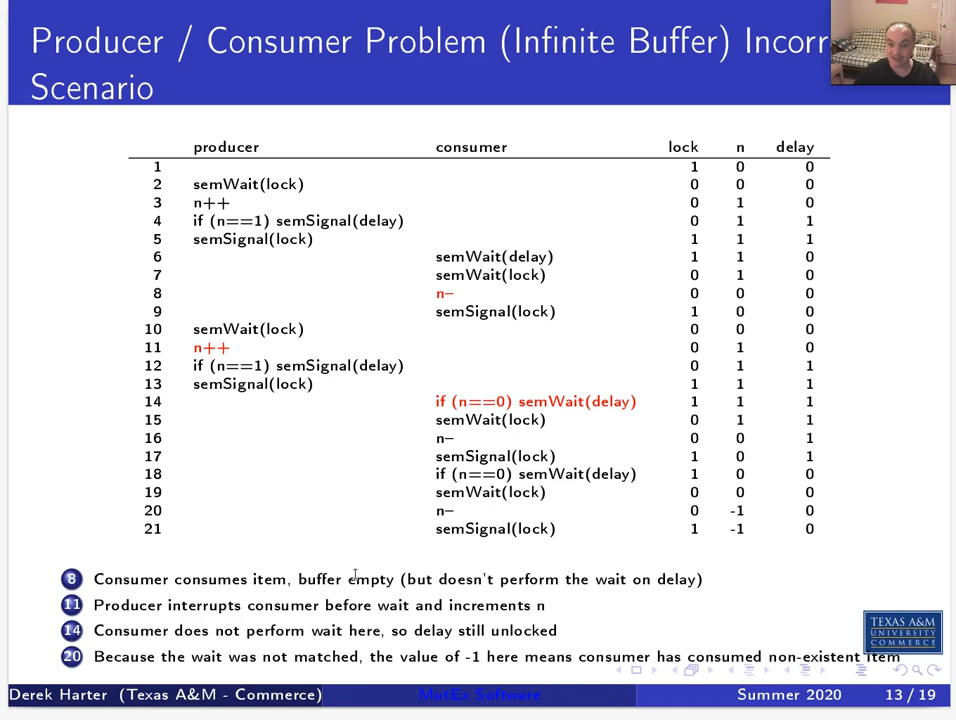 Producer / Consumer Problem (Infinite Buffer) Incorr
Scenario
producer consumer lock n delay
1 1 0 0
2 semWait(lock) 0 0 0
3 n++ 0 1 0
4 if (n==1) semSignal(delay) 0 1 1
5 semSignal(lock) 1 1 1
6 semWait(delay) 1 1 0
7 semWait(lock) 0 1 0
8 n– 0 0 0
9 semSignal(lock) 1 0 0
10 semWait(lock) 0 0 0
11 n++ 0 1 0
12 if (n==1) semSignal(delay) 0 1 1
13 semSignal(lock) 1 1 1
14 if (n==0) semWait(delay) 1 1 1
15 semWait(lock) 0 1 1
16 n– 0 0 1
17 semSignal(lock) 1 0 1
18 if (n==0) semWait(delay) 1 0 0
19 semWait(lock) 0 0 0
20 n– 0 -1 0
21 semSignal(lock) 1 -1 0
8 Consumer consumes item, buffer empty (but doesn't perform the wait on delay)
11 Producer interrupts consumer before wait and increments n
14 Consumer does not perform wait here, so delay still unlocked
20 Because the wait was not matched, the value of -1 here means consumer has consumed non-existent item
TEXAS A&M
UNIVERSITY
COMMERCE
Derek Harter (Texas A&M - Commerce) MutEx Software Summer 2020 13 / 19